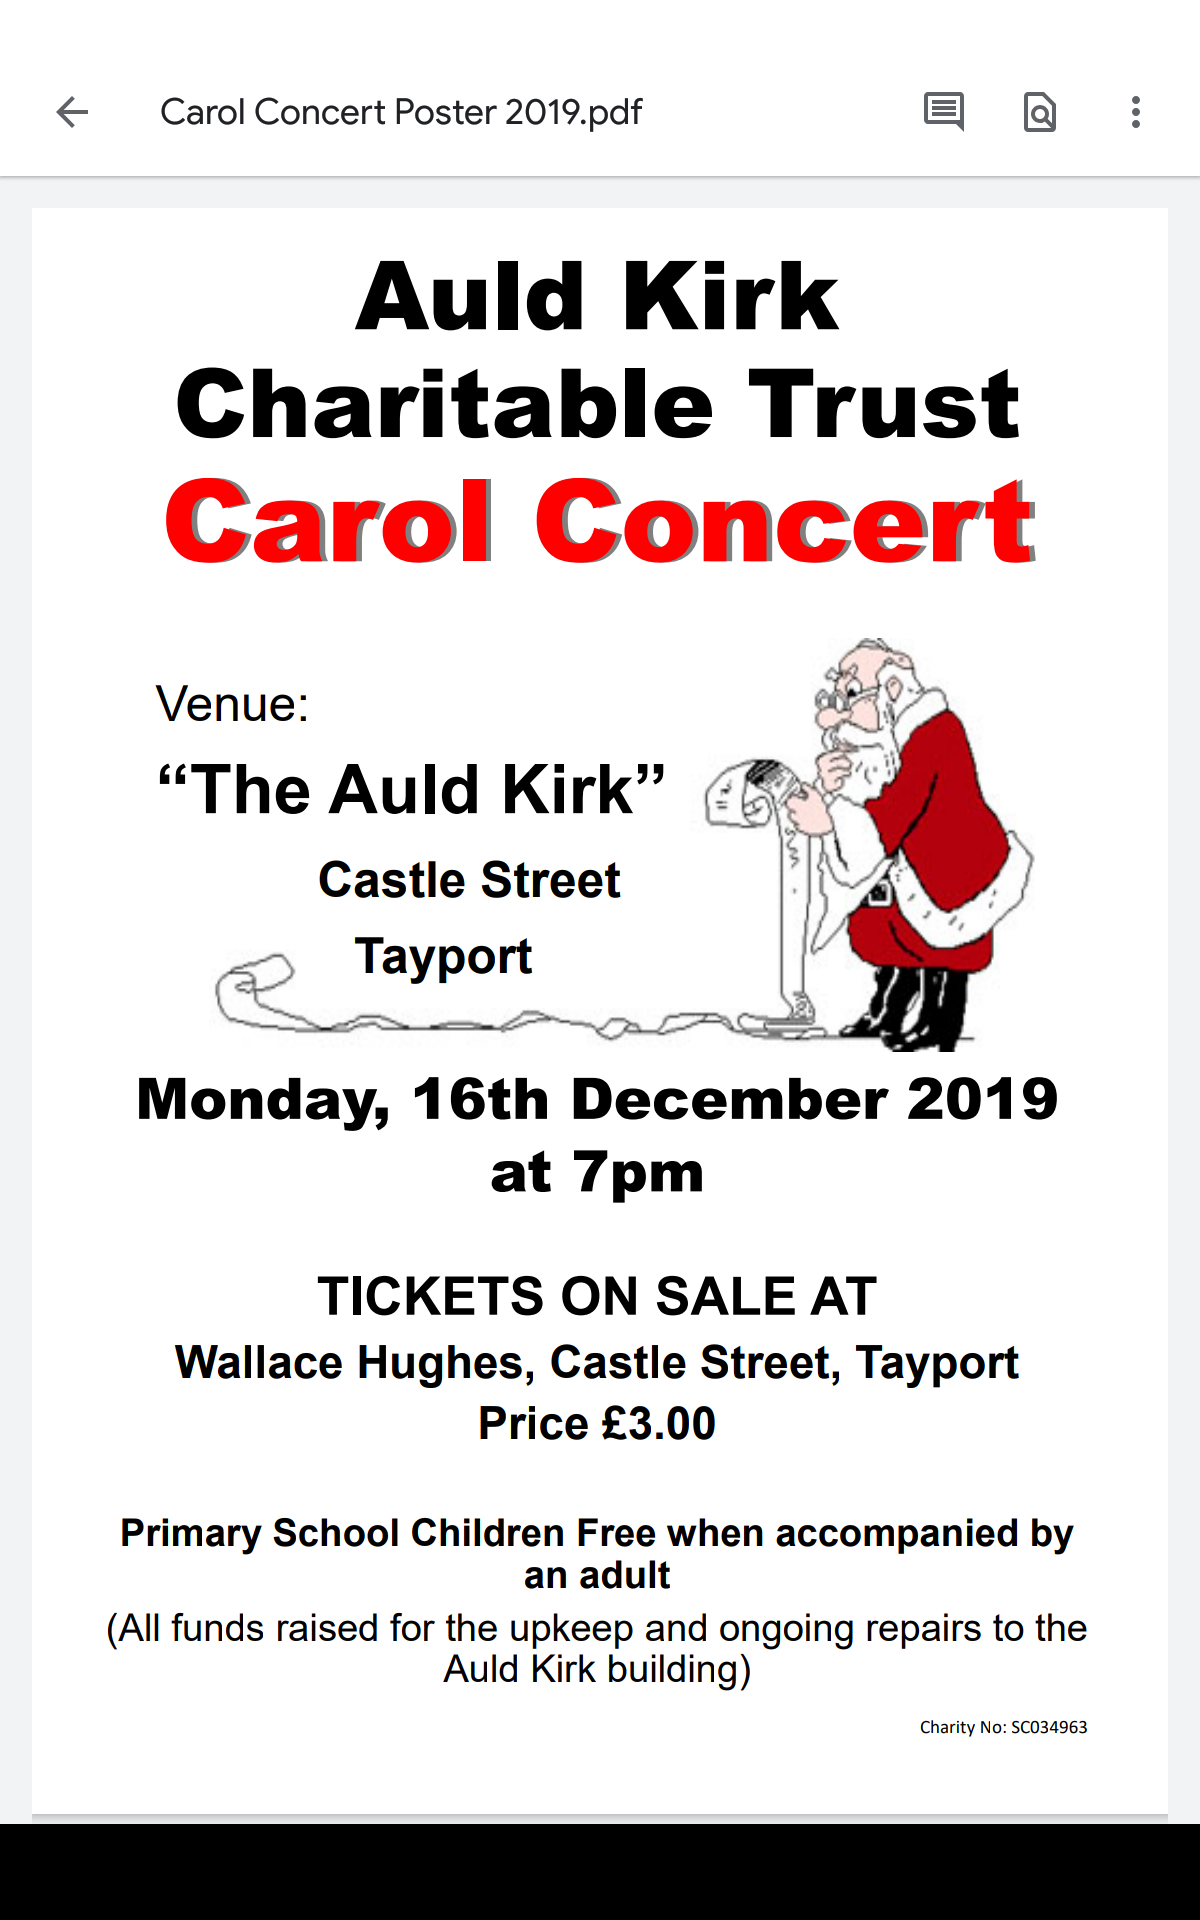 Carol Concert Poster 2019.pdf
Auld Kirk
Charitable Trust
Carol Concert
Venue:
“The Auld Kirk”
Castle Street
Tayport
Monday, 16th December 2019
at 7pm
TICKETS ON SALE AT
Wallace Hughes, Castle Street, Tayport
Price £3.00
Primary School Children Free when accompanied by
an adult
(All funds raised for the upkeep and ongoing repairs to the
Auld Kirk building)
Charity No: SC034963